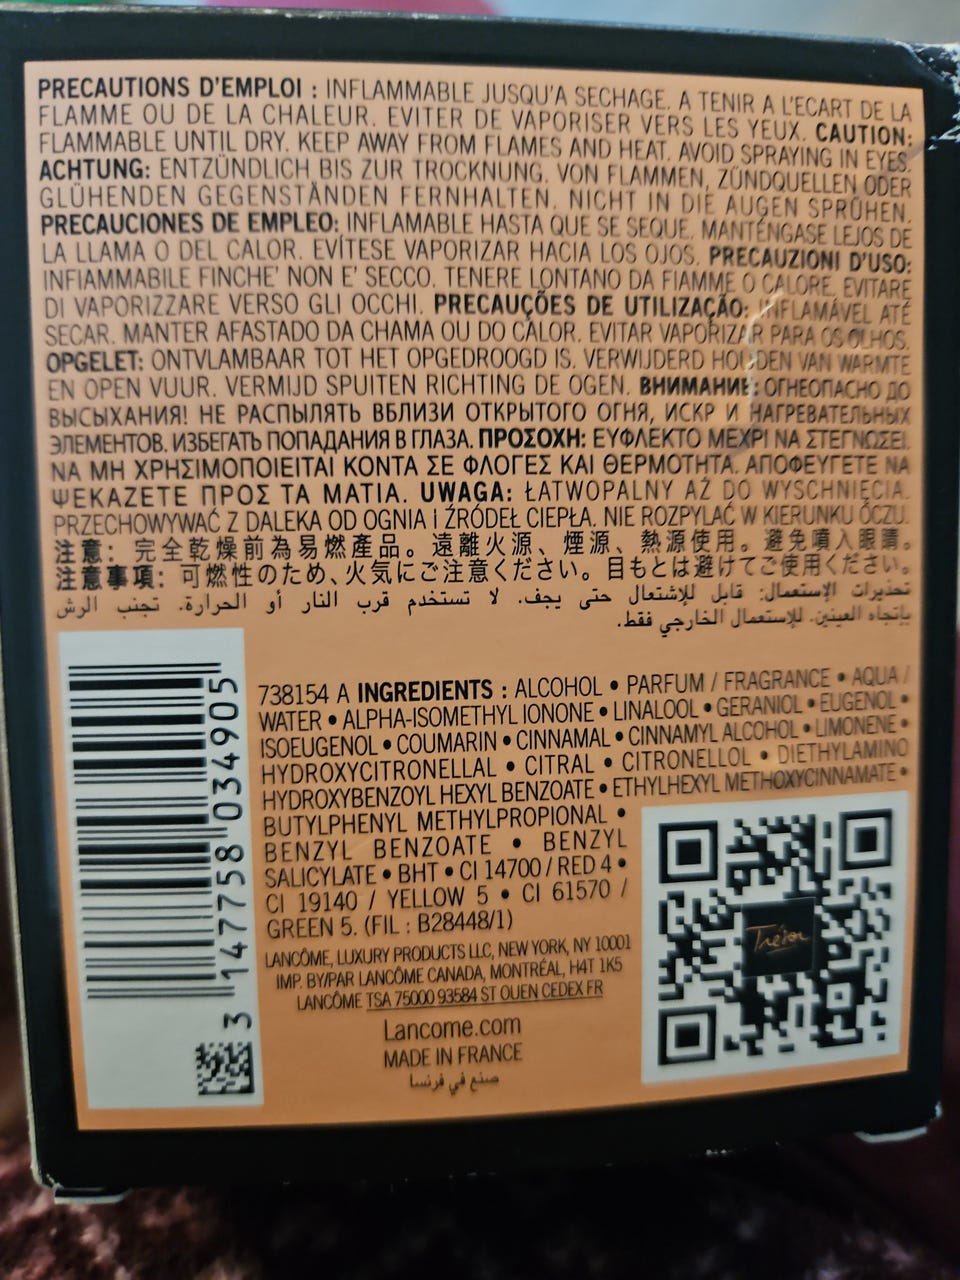 PRECAUTIONS D'EMPLOI : INFLAMMABLE JUSQU'A SECHAGE. A TENIR A L'ECART DE LA
FLAMME OU DE LA CHALEUR. EVITER DE VAPORISER VERS LES YEUX. CAUTION:
FLAMMABLE UNTIL DRY. KEEP AWAY FROM FLAMES AND HEAT. AVOID SPRAYING IN EYES.
ACHTUNG: ENTZÜNDLICH BIS ZUR TROCKNUNG. VON FLAMMEN, ZÜNDQUELLEN ODER
GLÜHENDEN GEGENSTÄNDEN FERNHALTEN. NICHT IN DIE AUGEN SPRÜHEN.
PRECAUCIONES DE EMPLEO: INFLAMABLE HASTA QUE SE SEQUE. MANTÉNGASE LEJOS DE
LA LLAMA O DEL CALOR. EVÍTESE VAPORIZAR HACIA LOS OJOS. PRECAUZIONI D'USO:
INFIAMMABILE FINCHE' NON E' SECCO. TENERE LONTANO DA FIAMME O CALORE. EVITARE
DI VAPORIZZARE VERSO GLI OCCHI. PRECAUÇÕES DE UTILIZAÇÃO: INFLAMÁVEL ATÉ
SECAR. MANTER AFASTADO DA CHAMA OU DO CALOR. EVITAR VAPORIZAR PARA OS OLHOS.
OPGELET: ONTVLAMBAAR TOT HET OPGEDROOGD IS. VERWIJDERD HOUDEN VAN WARMTE
EN OPEN VUUR. VERMIJD SPUITEN RICHTING DE OGEN. ВНИМАНИЕ: ОГНЕОПАСНО ДО
ВЫСЫХАНИЯ! НЕ РАСПЫЛЯТЬ ВБЛИЗИ ОТКРЫТОГО ОГНЯ, ИСКР И НАГРЕВАТЕЛЬНЫХ
ЭЛЕМЕНТОВ. ИЗБЕГАТЬ ПОПАДАНИЯ В ГЛАЗА. ΠΡΟΣΟΧΗ: ΕΥΦΛΕΚΤΟ ΜΕΧΡΙ ΝΑ ΣΤΕΓΝΩΣΕΙ.
ΝΑ ΜΗ ΧΡΗΣΙΜΟΠΟΙΕΙΤΑΙ ΚΟΝΤΑ ΣΕ ΦΛΟΓΕΣ ΚΑΙ ΘΕΡΜΟΤΗΤΑ. ΑΠΟΦΕΥΓΕΤΕ ΝΑ
ΨΕΚΑΖΕΤΕ ΠΡΟΣ ΤΑ ΜΑΤΙΑ. UWAGA: ŁATWOPALNY AŻ DO WYSCHNIĘCIA.
PRZECHOWYWAĆ Z DALEKA OD OGNIA I ŹRÓDEŁ CIEPŁA. NIE ROZPYLAĆ W KIERUNKU OCZU.
注意：完全乾燥前為易燃產品。遠離火源、煙源、熱源使用。避免噴入眼睛。
注意事項：可燃性のため、火気にご注意ください。目もとは避けてご使用ください。
تحذيرات الإستعمال: قابل للإشتعال حتى يجف. لا تستخدم قرب النار أو الحرارة. تجنب الرش
بإتجاه العينين. للإستعمال الخارجي فقط.
738154 A INGREDIENTS : ALCOHOL • PARFUM / FRAGRANCE • AQUA /
WATER • ALPHA-ISOMETHYL IONONE • LINALOOL • GERANIOL • EUGENOL •
ISOEUGENOL • COUMARIN • CINNAMAL • CINNAMYL ALCOHOL • LIMONENE •
HYDROXYCITRONELLAL • CITRAL • CITRONELLOL • DIETHYLAMINO
HYDROXYBENZOYL HEXYL BENZOATE • ETHYLHEXYL METHOXYCINNAMATE •
BUTYLPHENYL METHYLPROPIONAL •
BENZYL BENZOATE • BENZYL
SALICYLATE • BHT • CI 14700 / RED 4 •
CI 19140 / YELLOW 5 • CI 61570 /
GREEN 5. (FIL : B28448/1)
LANCÔME, LUXURY PRODUCTS LLC, NEW YORK, NY 10001
IMP. BY/PAR LANCÔME CANADA, MONTRÉAL, H4T 1K5
LANCÔME TSA 75000 93584 ST OUEN CEDEX FR
Lancome.com
MADE IN FRANCE
صنع في فرنسا
3 147758 034905
Trésor